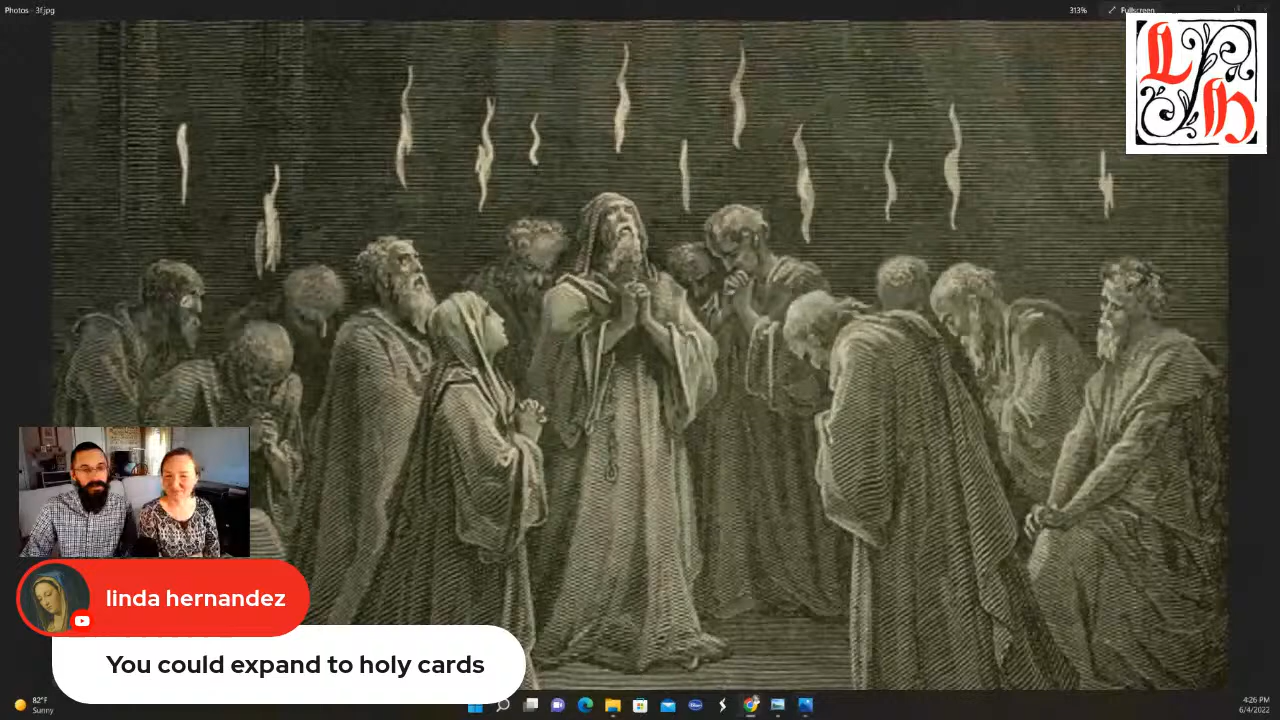 Photos - 3f.jpg
313%
Fullscreen
L H
linda hernandez
You could expand to holy cards
82°F
Sunny
4:26 PM
6/4/2022